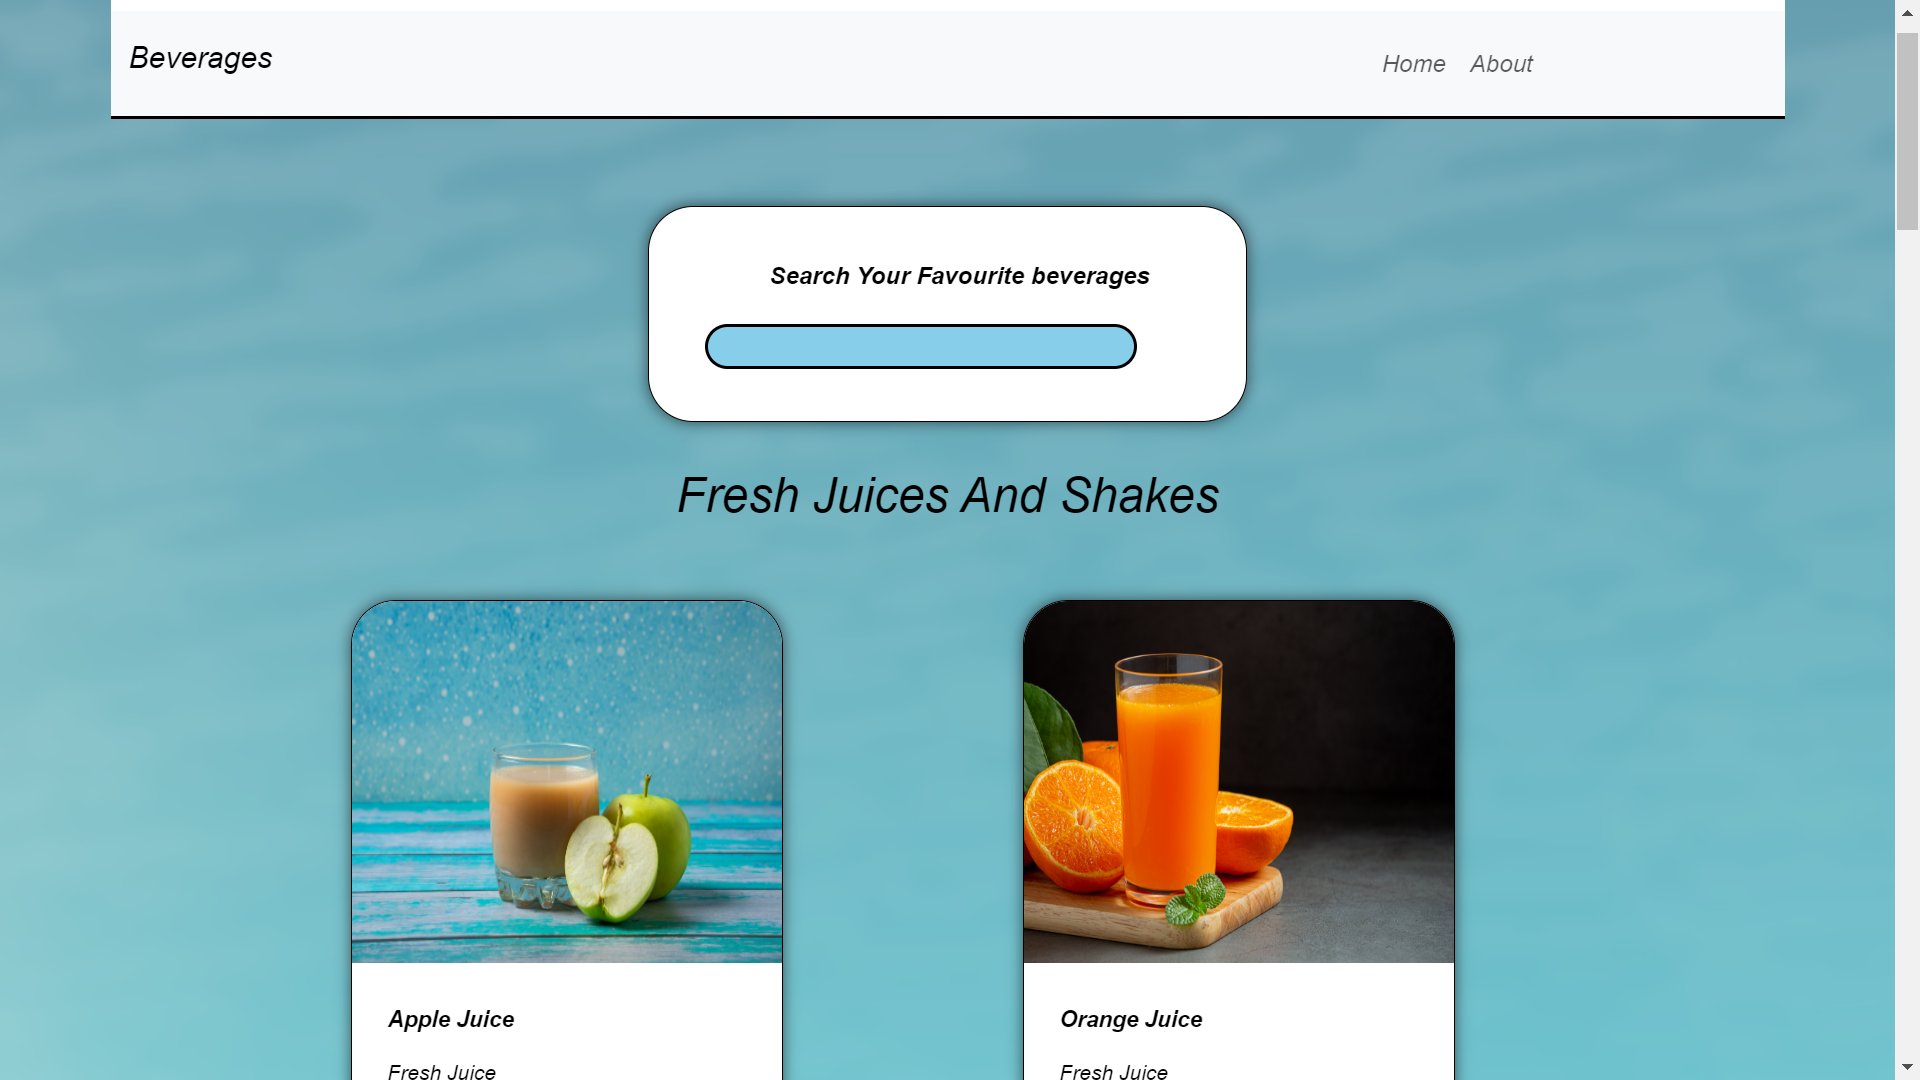 Beverages
Home About
Search Your Favourite beverages
Fresh Juices And Shakes
Apple Juice
Orange Juice
Fresh Juice
Fresh Juice